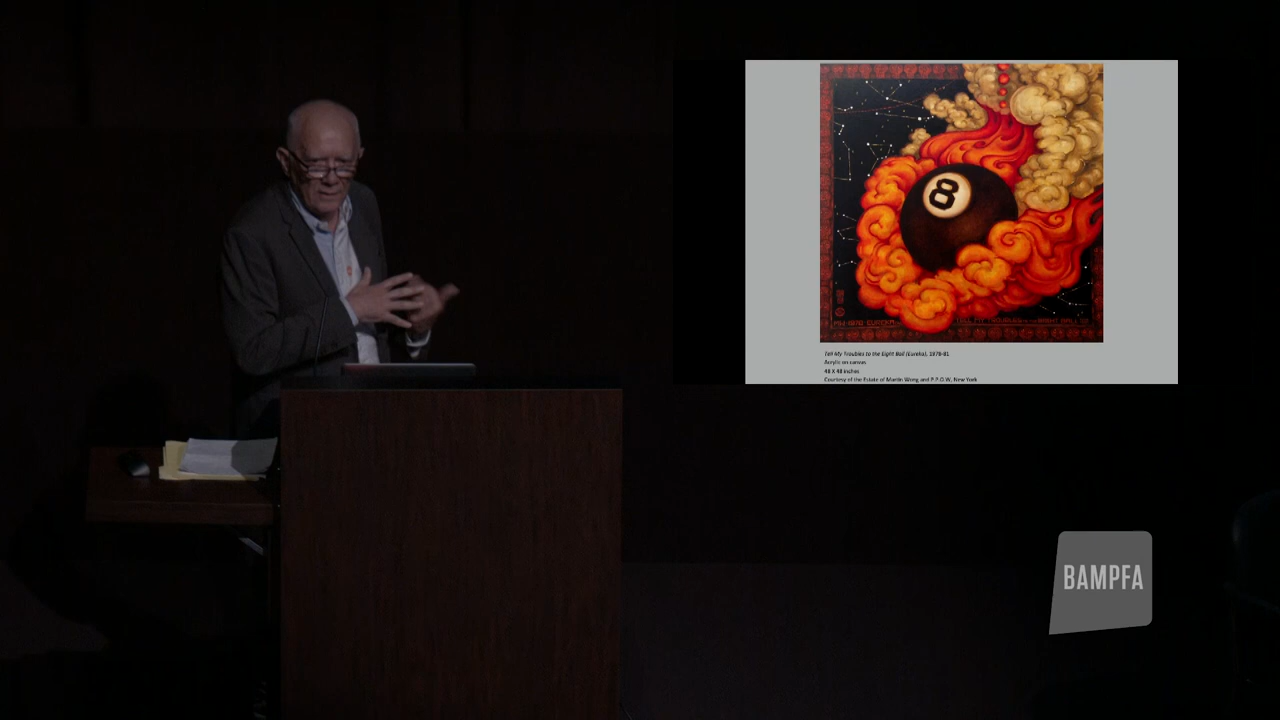 8
Tell My Troubles to the Eight Ball (Eureka), 1978-81
Acrylic on canvas
48 X 48 inches
Courtesy of the Estate of Martin Wong and P.P.O.W, New York
BAMPFA